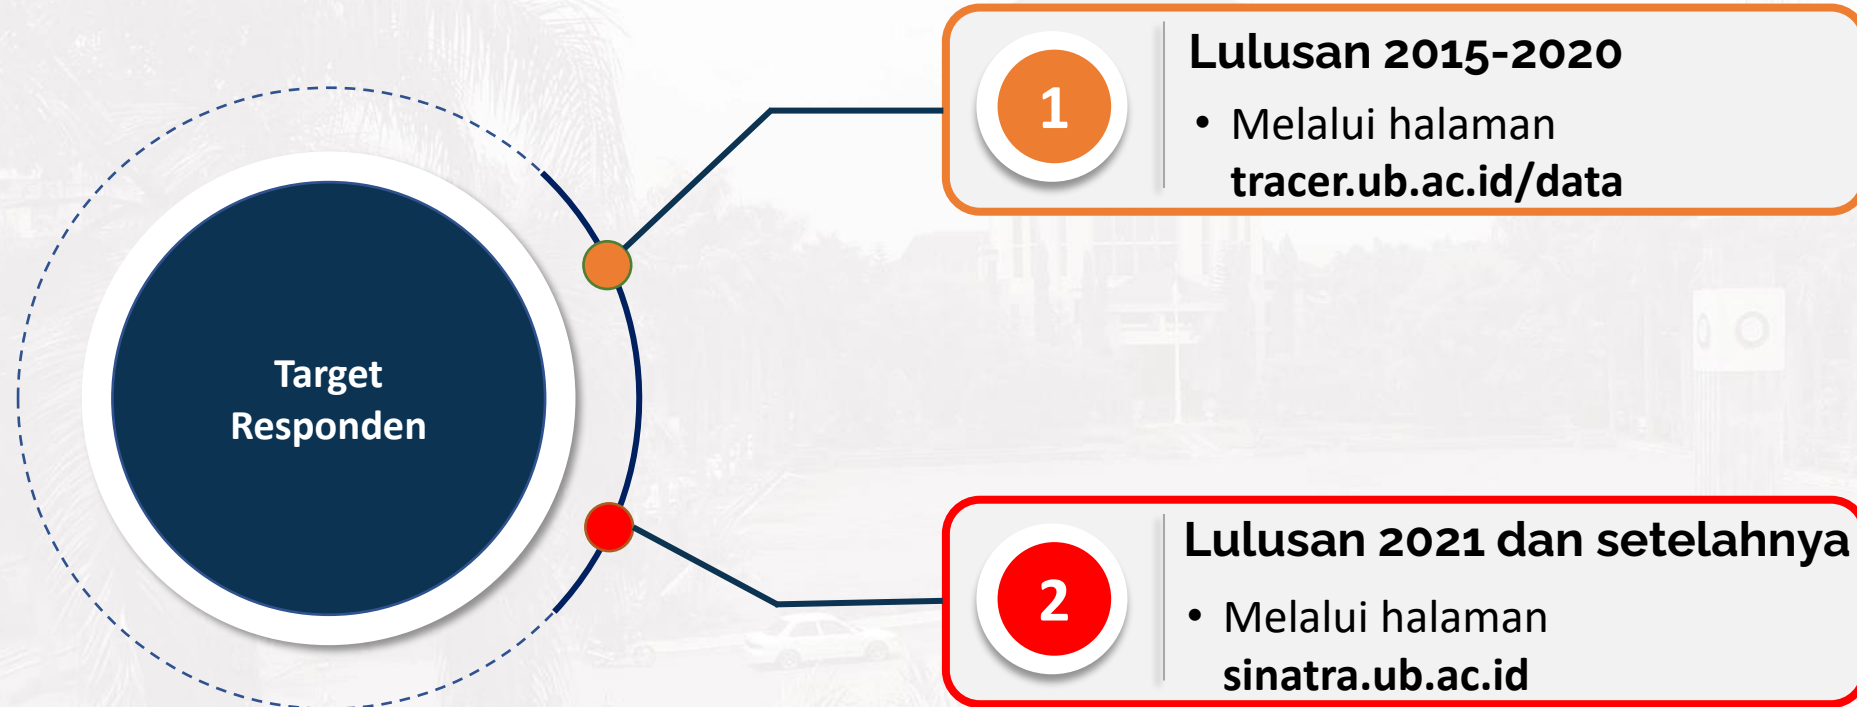 Target
Responden
1
Lulusan 2015-2020
• Melalui halaman
tracer.ub.ac.id/data
2
Lulusan 2021 dan setelahnya
• Melalui halaman
sinatra.ub.ac.id